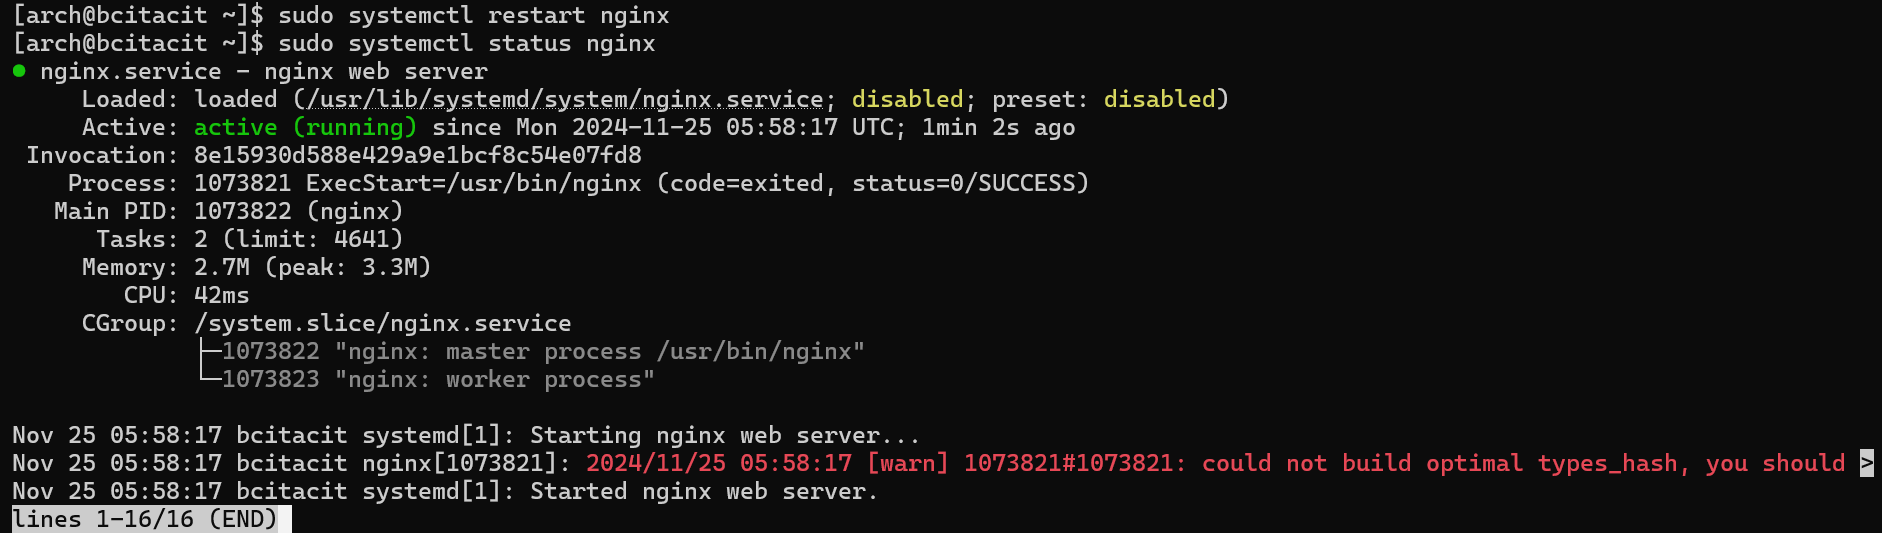 [arch@bcitacit ~]$ sudo systemctl restart nginx
[arch@bcitacit ~]$ sudo systemctl status nginx
● nginx.service - nginx web server
     Loaded: loaded (/usr/lib/systemd/system/nginx.service; disabled; preset: disabled)
     Active: active (running) since Mon 2024-11-25 05:58:17 UTC; 1min 2s ago
 Invocation: 8e15930d588e429a9e1bcf8c54e07fd8
    Process: 1073821 ExecStart=/usr/bin/nginx (code=exited, status=0/SUCCESS)
   Main PID: 1073822 (nginx)
      Tasks: 2 (limit: 4641)
     Memory: 2.7M (peak: 3.3M)
        CPU: 42ms
     CGroup: /system.slice/nginx.service
             ├─1073822 "nginx: master process /usr/bin/nginx"
             └─1073823 "nginx: worker process"

Nov 25 05:58:17 bcitacit systemd[1]: Starting nginx web server...
Nov 25 05:58:17 bcitacit nginx[1073821]: 2024/11/25 05:58:17 [warn] 1073821#1073821: could not build optimal types_hash, you should >
Nov 25 05:58:17 bcitacit systemd[1]: Started nginx web server.
lines 1-16/16 (END)